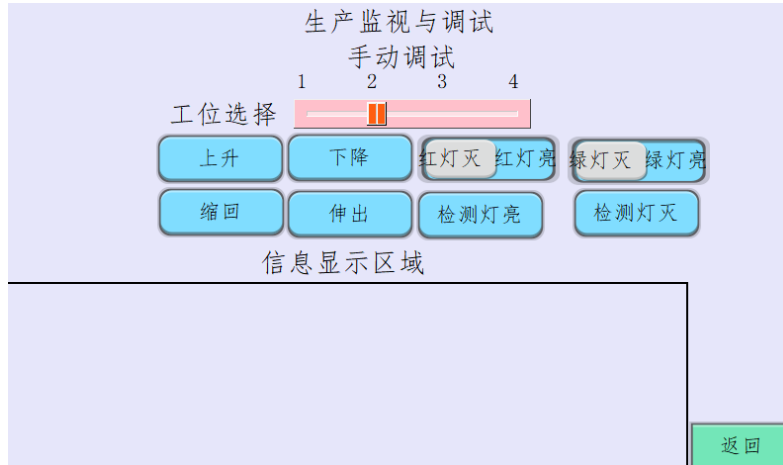 生产监视与调试
手动调试
1 2 3 4
工位选择
上升 下降 红灯灭 红灯亮 绿灯灭 绿灯亮
缩回 伸出 检测灯亮 检测灯灭
信息显示区域
返回